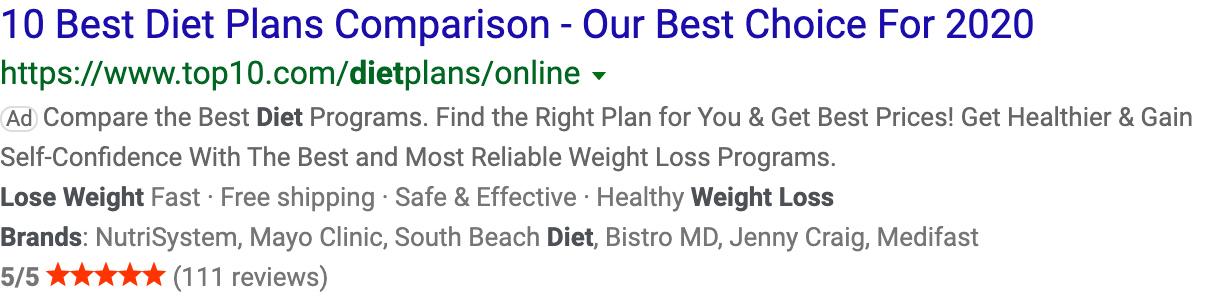 10 Best Diet Plans Comparison - Our Best Choice For 2020
https://www.top10.com/dietplans/online
Ad Compare the Best Diet Programs. Find the Right Plan for You & Get Best Prices! Get Healthier & Gain
Self-Confidence With The Best and Most Reliable Weight Loss Programs.
Lose Weight Fast · Free shipping · Safe & Effective · Healthy Weight Loss
Brands: NutriSystem, Mayo Clinic, South Beach Diet, Bistro MD, Jenny Craig, Medifast
5/5 ★★★★★ (111 reviews)